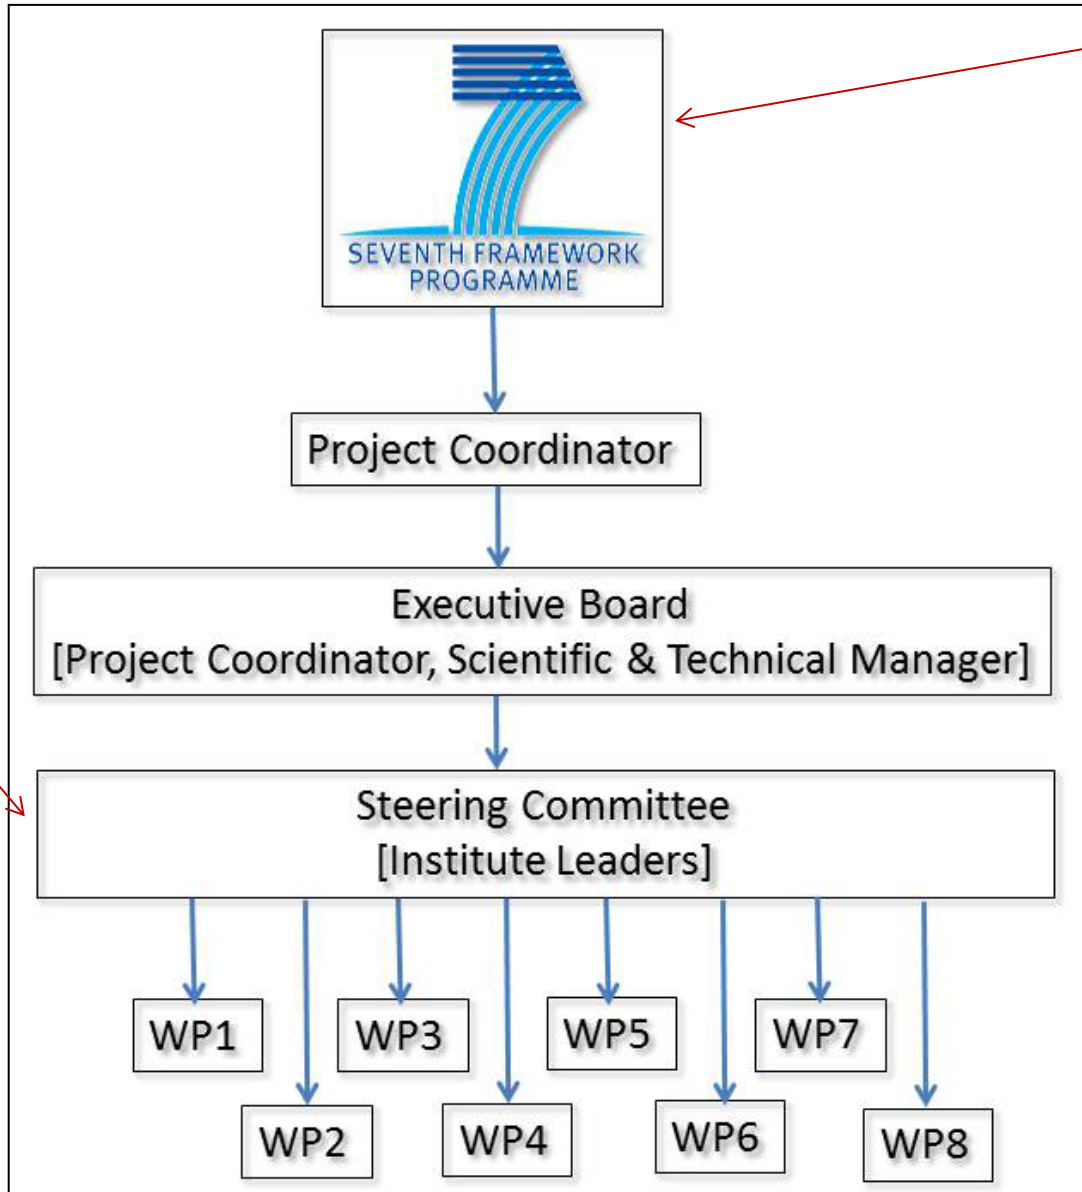 SEVENTH FRAMEWORK
PROGRAMME
Project Coordinator
Executive Board
[Project Coordinator, Scientific & Technical Manager]
Steering Committee
[Institute Leaders]
WP1
WP3
WP5
WP7
WP2
WP4
WP6
WP8